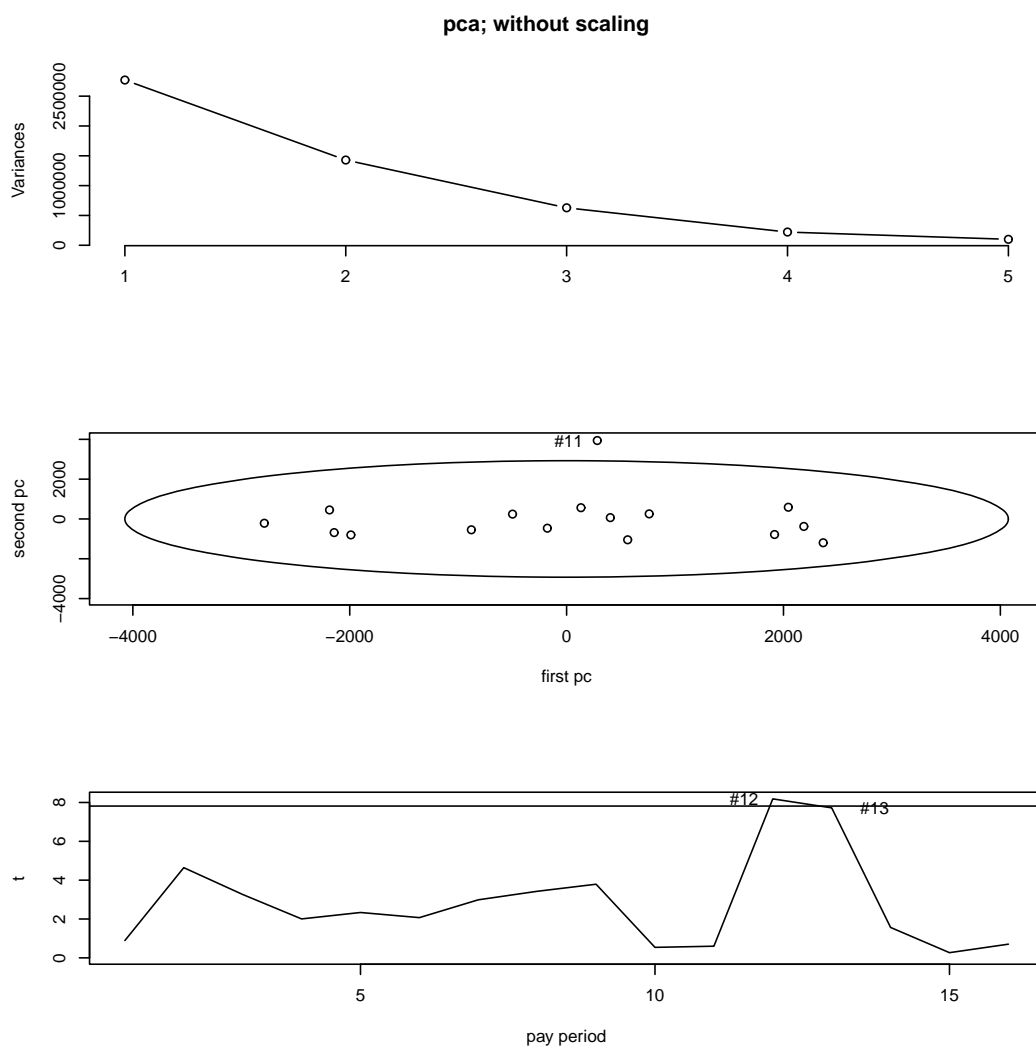 pca; without scaling
Variances
2500000
1000000
0
1 2 3 4 5
#11
second pc
2000
0
−4000
−4000 −2000 0 2000 4000
first pc
#12
#13
t
8
6
4
2
0
5 10 15
pay period